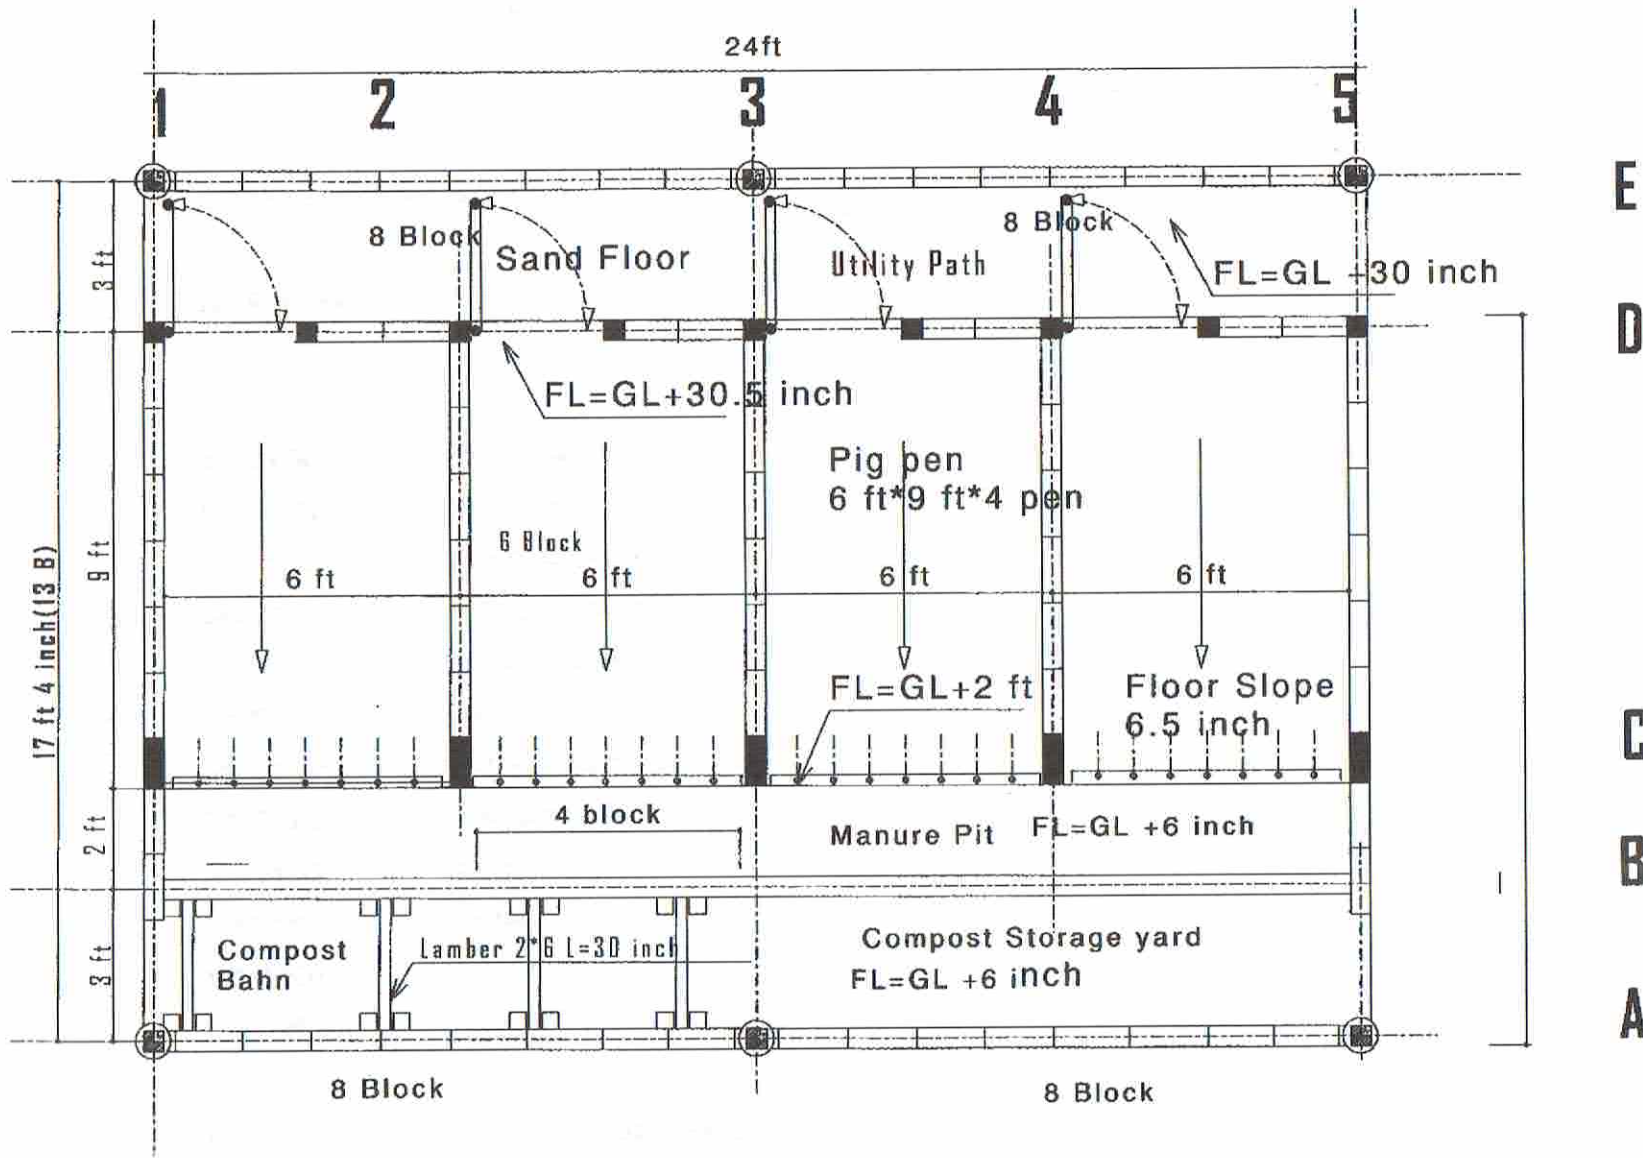 24ft
1 2 3 4 5
E
8 Block
8 Block
Sand Floor
Utility Path
FL=GL +30 inch
3 ft
D
FL=GL+30.5 inch
Pig pen
6 ft*9 ft*4 pen
6 Block
9 ft
17 ft 4 inch(13 B)
6 ft
6 ft
6 ft
6 ft
FL=GL+2 ft
Floor Slope
6.5 inch
C
4 block
Manure Pit
FL=GL +6 inch
2 ft
B
Compost
Bahn
Lamber 2*6 L=30 inch
Compost Storage yard
FL=GL +6 inch
3 ft
A
8 Block
8 Block